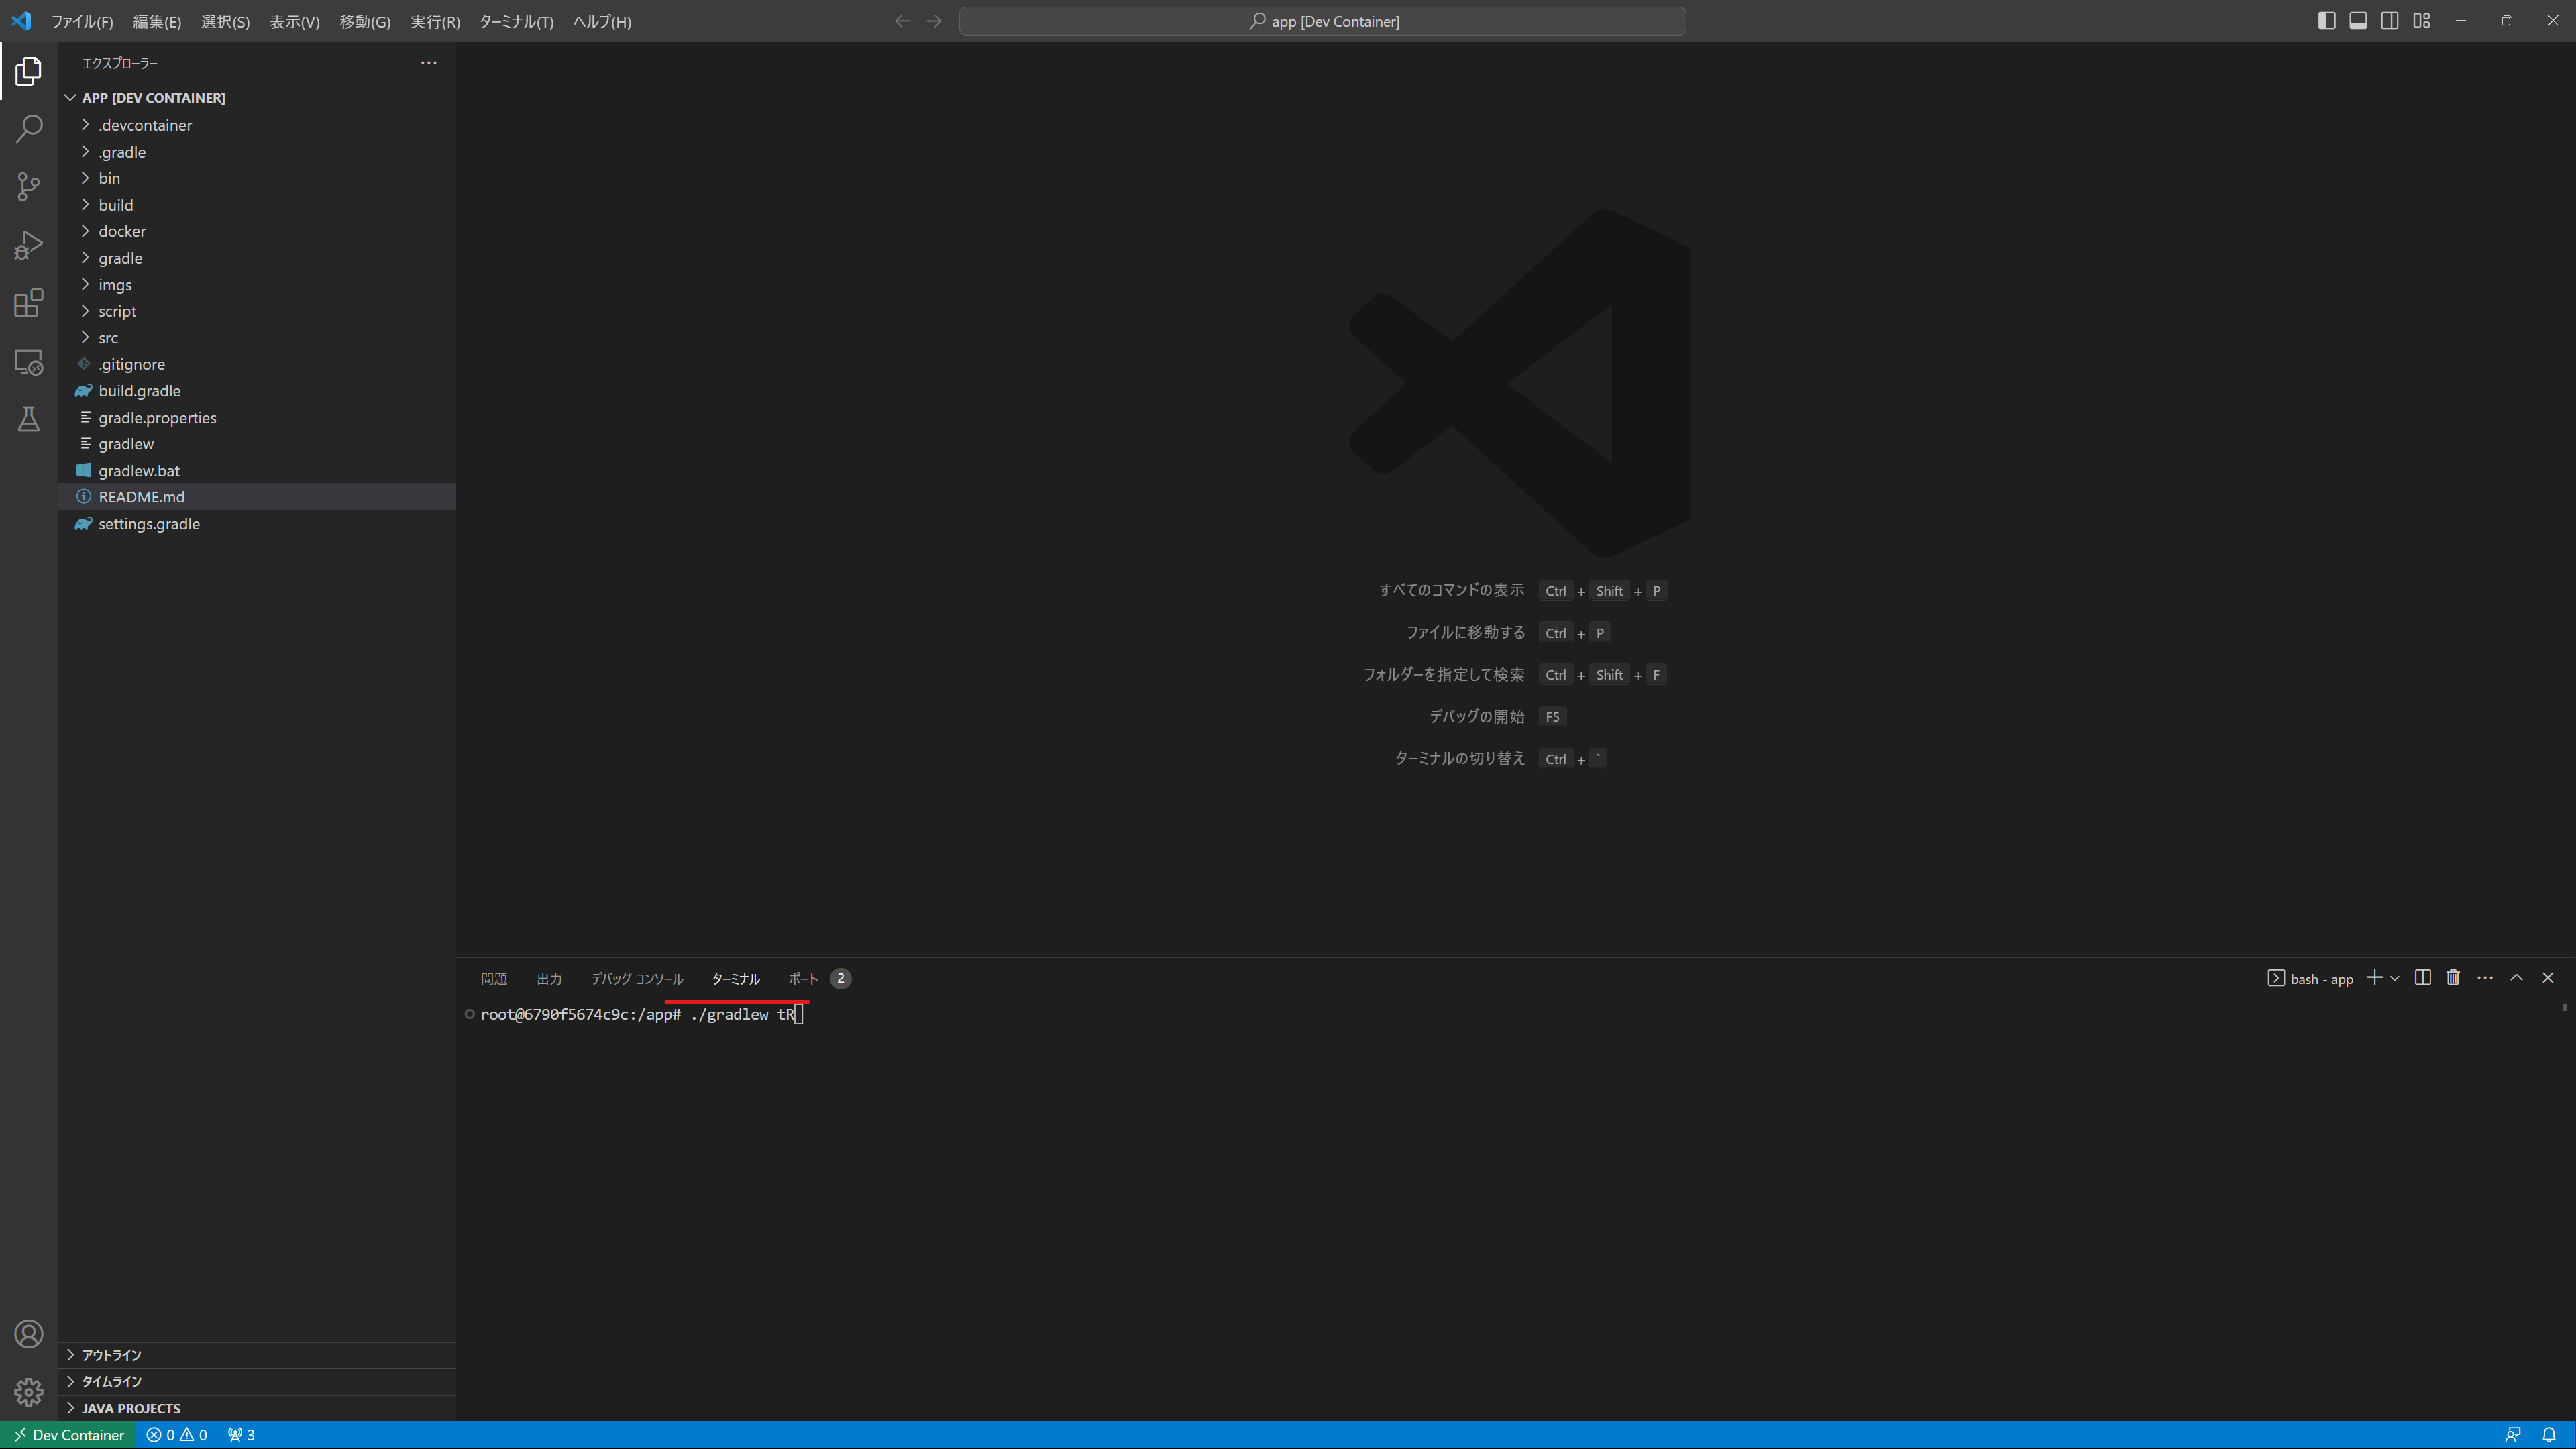 ファイル(F) 編集(E) 選択(S) 表示(V) 移動(G) 実行(R) ターミナル(T) ヘルプ(H) app [Dev Container]
エクスプローラー
APP [DEV CONTAINER]
.devcontainer
.gradle
bin
build
docker
gradle
imgs
script
src
.gitignore
build.gradle
gradle.properties
gradlew
gradlew.bat
README.md
settings.gradle
すべてのコマンドの表示 Ctrl + Shift + P
ファイルに移動する Ctrl + P
フォルダーを指定して検索 Ctrl + Shift + F
デバッグの開始 F5
ターミナルの切り替え Ctrl + `
問題 出力 デバッグ コンソール ターミナル ポート 2 bash - app
root@6790f5674c9c:/app# ./gradlew tR
アウトライン
タイムライン
JAVA PROJECTS
Dev Container 0 0 3